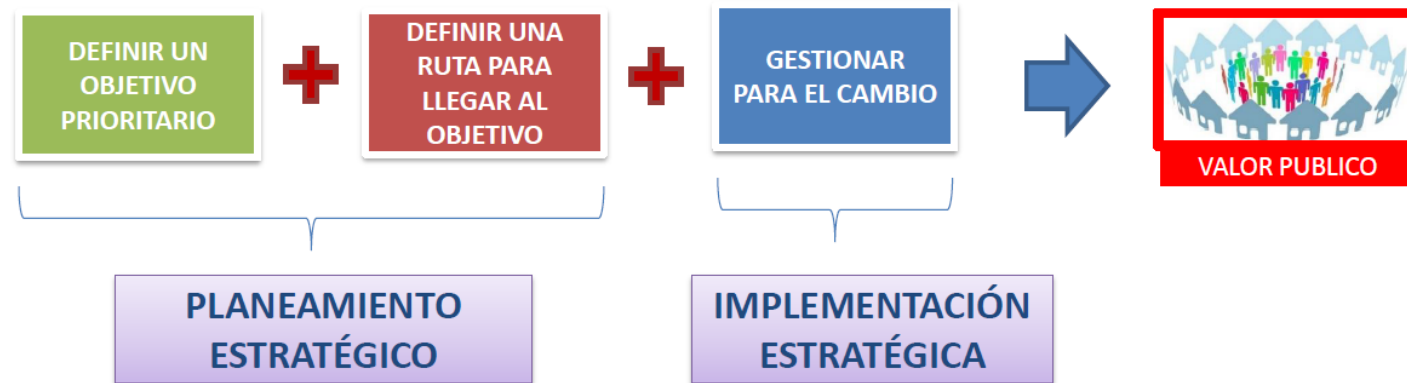 DEFINIR UN
OBJETIVO
PRIORITARIO
DEFINIR UNA
RUTA PARA
LLEGAR AL
OBJETIVO
GESTIONAR
PARA EL CAMBIO
VALOR PUBLICO
PLANEAMIENTO
ESTRATÉGICO
IMPLEMENTACIÓN
ESTRATÉGICA